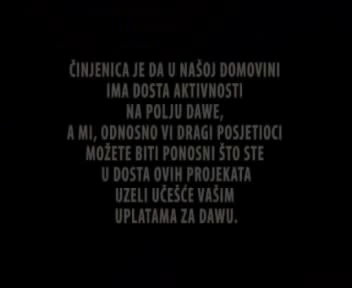 ČINJENICA JE DA U NAŠOJ DOMOVINI
IMA DOSTA AKTIVNOSTI
NA POLJU DAWE,
A MI, ODNOSNO VI DRAGI POSJETIOCI
MOŽETE BITI PONOSNI ŠTO STE
U DOSTA OVIH PROJEKATA
UZELI UČEŠĆE VAŠIM
UPLATAMA ZA DAWU.